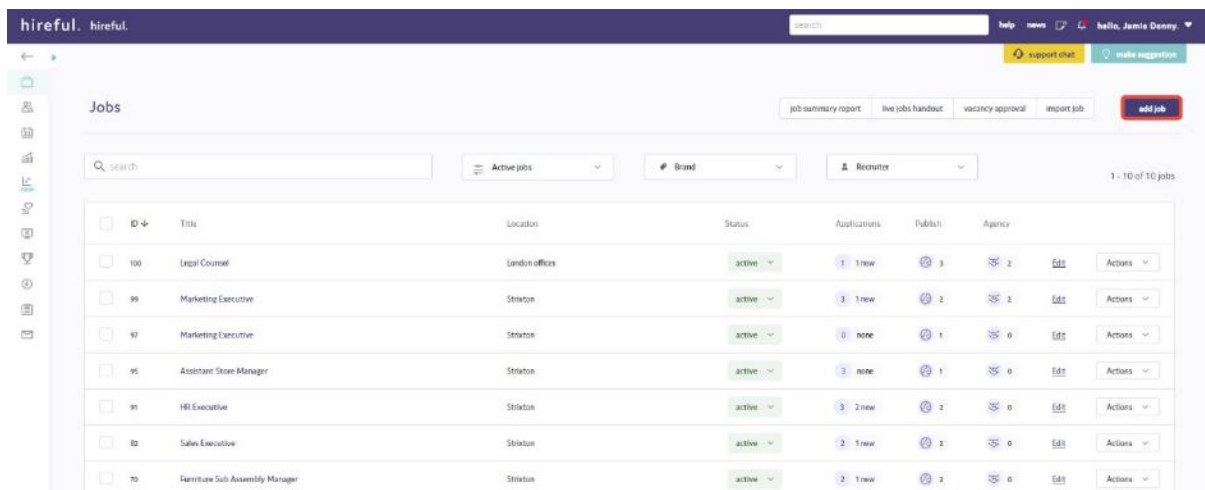 hireful. hireful. search help news hello, Jamie Denny.
support chat make suggestion
Jobs job summary report live jobs handout vacancy approval import job add job
search Active jobs Brand Recruiter
1 - 10 of 10 jobs
ID Title Location Status Applications Publish Agency
100 Legal Counsel London offices active 1 1 new 3 2 Edit Actions
99 Marketing Executive Strixton active 3 1 new 2 2 Edit Actions
97 Marketing Executive Strixton active 0 none 1 0 Edit Actions
95 Assistant Store Manager Strixton active 3 none 1 0 Edit Actions
91 HR Executive Strixton active 3 2 new 0 Edit Actions
82 Sales Executive Strixton active 2 1 new 0 Edit Actions
70 Furniture Sub Assembly Manager Strixton active 2 1 new 0 Edit Actions